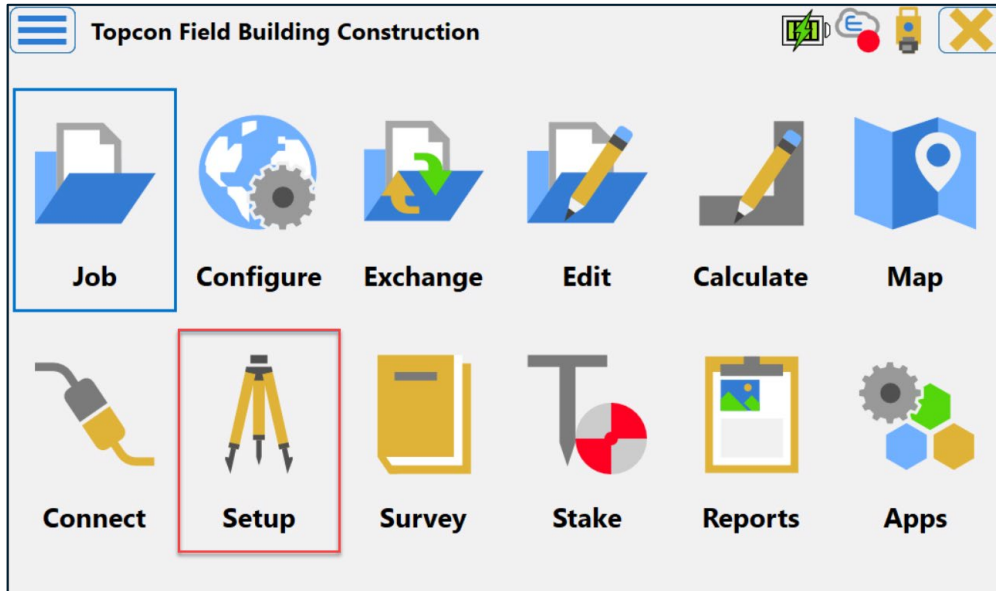 Topcon Field Building Construction
Job Configure Exchange Edit Calculate Map
Connect Setup Survey Stake Reports Apps